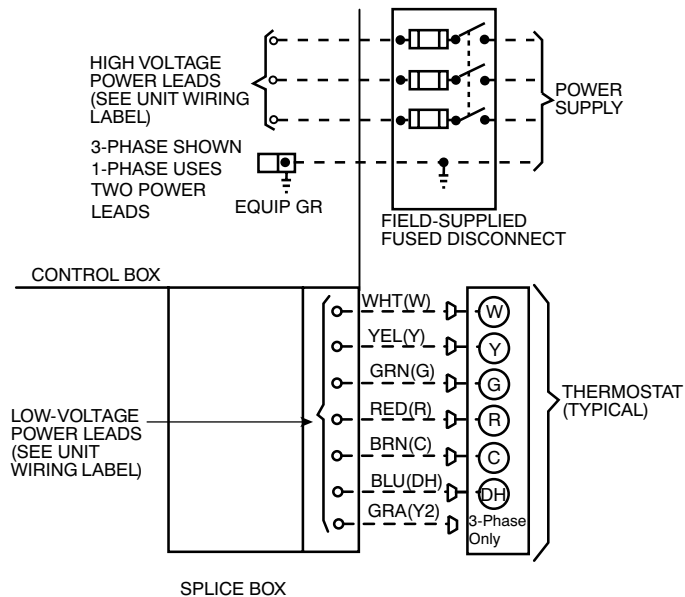 HIGH VOLTAGE
POWER LEADS
(SEE UNIT WIRING
LABEL)
POWER
SUPPLY
3-PHASE SHOWN
1-PHASE USES
TWO POWER
LEADS
EQUIP GR
FIELD-SUPPLIED
FUSED DISCONNECT
CONTROL BOX
WHT(W)
W
YEL(Y)
Y
GRN(G)
G
RED(R)
R
BRN(C)
C
BLU(DH)
DH
GRA(Y2)
3-Phase
Only
THERMOSTAT
(TYPICAL)
LOW-VOLTAGE
POWER LEADS
(SEE UNIT
WIRING LABEL)
SPLICE BOX